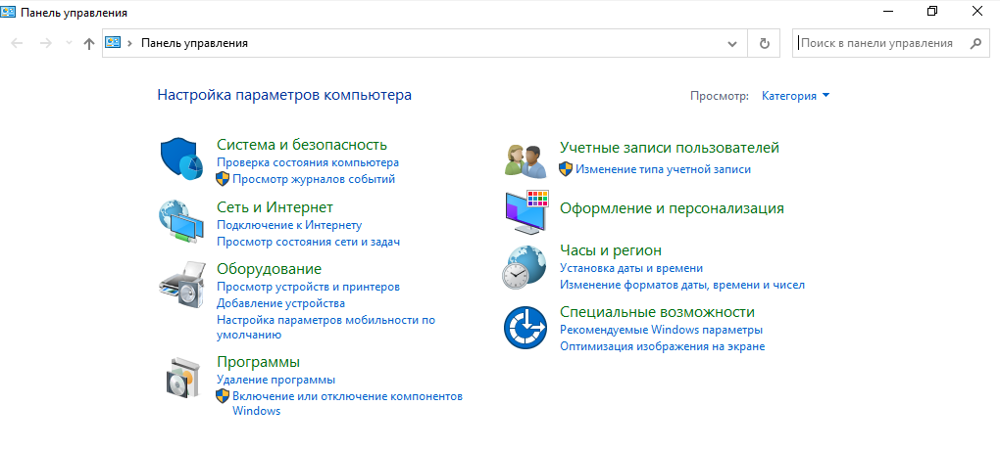 Панель управления
Панель управления
Поиск в панели управления
Настройка параметров компьютера
Просмотр: Категория
Система и безопасность
Проверка состояния компьютера
Просмотр журналов событий
Сеть и Интернет
Подключение к Интернету
Просмотр состояния сети и задач
Оборудование
Просмотр устройств и принтеров
Добавление устройства
Настройка параметров мобильности по
умолчанию
Программы
Удаление программы
Включение или отключение компонентов
Windows
Учетные записи пользователей
Изменение типа учетной записи
Оформление и персонализация
Часы и регион
Установка даты и времени
Изменение форматов даты, времени и чисел
Специальные возможности
Рекомендуемые Windows параметры
Оптимизация изображения на экране